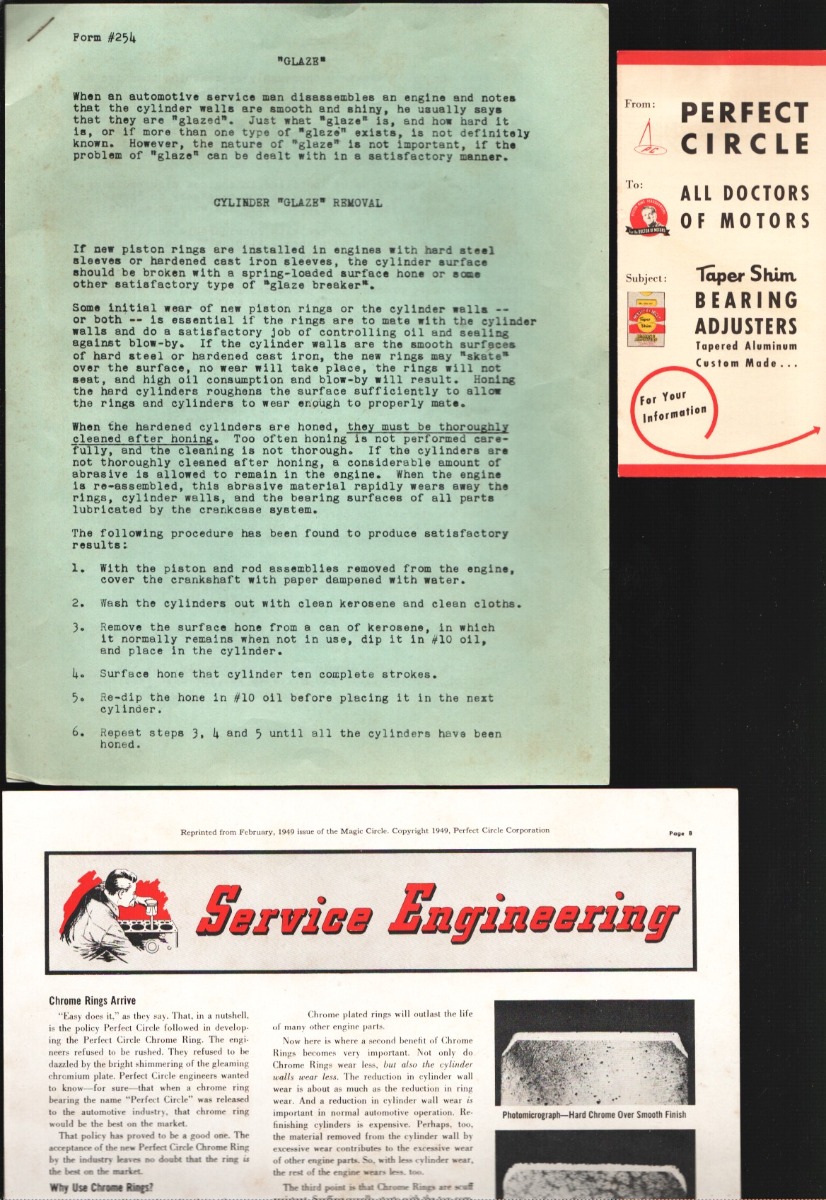 Form #254
"GLAZE"
When an automotive service man disassembles an engine and notes
that the cylinder walls are smooth and shiny, he usually says
that they are "glazed". Just what "glaze" is, and how hard it
is, or if more than one type of "glaze" exists, is not definitely
known. However, the nature of "glaze" is not important, if the
problem of "glaze" can be dealt with in a satisfactory manner.
CYLINDER "GLAZE" REMOVAL
If new piston rings are installed in engines with hard steel
sleeves or hardened cast iron sleeves, the cylinder surface
should be broken with a spring-loaded surface hone or some
other satisfactory type of "glaze breaker".
Some initial wear of new piston rings or the cylinder walls --
or both -- is essential if the rings are to mate with the cylinder
walls and do a satisfactory job of controlling oil and sealing
against blow-by. If the cylinder walls are the smooth surfaces
of hard steel or hardened cast iron, the new rings may "skate"
over the surface, no wear will take place, the rings will not
seat, and high oil consumption and blow-by will result. Honing
the hard cylinders roughens the surface sufficiently to allow
the rings and cylinders to wear enough to properly mate.
When the hardened cylinders are honed, they must be thoroughly
cleaned after honing. Too often honing is not performed care-
fully, and the cleaning is not thorough. If the cylinders are
not thoroughly cleaned after honing, a considerable amount of
abrasive is allowed to remain in the engine. When the engine
is re-assembled, this abrasive material rapidly wears away the
rings, cylinder walls, and the bearing surfaces of all parts
lubricated by the crankcase system.
The following procedure has been found to produce satisfactory
results:
1. With the piston and rod assemblies removed from the engine,
cover the crankshaft with paper dampened with water.
2. Wash the cylinders out with clean kerosene and clean cloths.
3. Remove the surface hone from a can of kerosene, in which
it normally remains when not in use, dip it in #10 oil,
and place in the cylinder.
4. Surface hone that cylinder ten complete strokes.
5. Re-dip the hone in #10 oil before placing it in the next
cylinder.
6. Repeat steps 3, 4 and 5 until all the cylinders have been
honed.
From:
PERFECT
CIRCLE
To:
ALL DOCTORS
OF MOTORS
Subject:
Taper Shim
BEARING
ADJUSTERS
Tapered Aluminum
Custom Made...
For Your
Information
Reprinted from February, 1949 issue of the Magic Circle. Copyright 1949, Perfect Circle Corporation
Page 8
Service Engineering
Chrome Rings Arrive
"Easy does it," as they say. That, in a nutshell,
is the policy Perfect Circle followed in develop-
ing the Perfect Circle Chrome Ring. The engi-
neers refused to be rushed. They refused to be
dazzled by the bright shimmering of the gleaming
chromium plate. Perfect Circle engineers wanted
to know—for sure—that when a chrome ring
bearing the name "Perfect Circle" was released
to the automotive industry, that chrome ring
would be the best on the market.
That policy has proved to be a good one. The
acceptance of the new Perfect Circle Chrome Ring
by the industry leaves no doubt that the ring is
the best on the market.
Why Use Chrome Rings?
Chrome plated rings will outlast the life
of many other engine parts.
Now here is where a second benefit of Chrome
Rings becomes very important. Not only do
Chrome Rings wear less, but also the cylinder
walls wear less. The reduction in cylinder wall
wear is about as much as the reduction in ring
wear. And a reduction in cylinder wall wear is
important in normal automotive operation. Re-
finishing cylinders is expensive. Perhaps, too,
the material removed from the cylinder wall by
excessive wear contributes to the excessive wear
of other engine parts. So, with less cylinder wear,
the rest of the engine wears less, too.
The third point is that Chrome Rings are scuff
Photomicrograph—Hard Chrome Over Smooth Finish